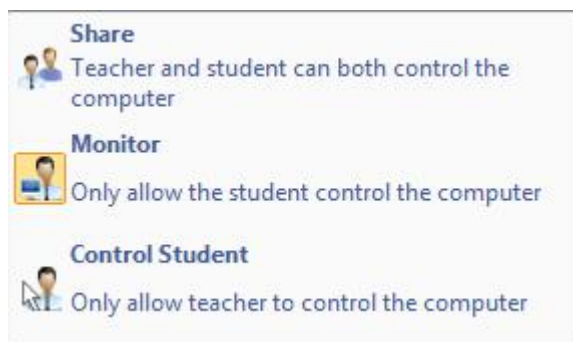 Share
Teacher and student can both control the
computer
Monitor
Only allow the student control the computer
Control Student
Only allow teacher to control the computer